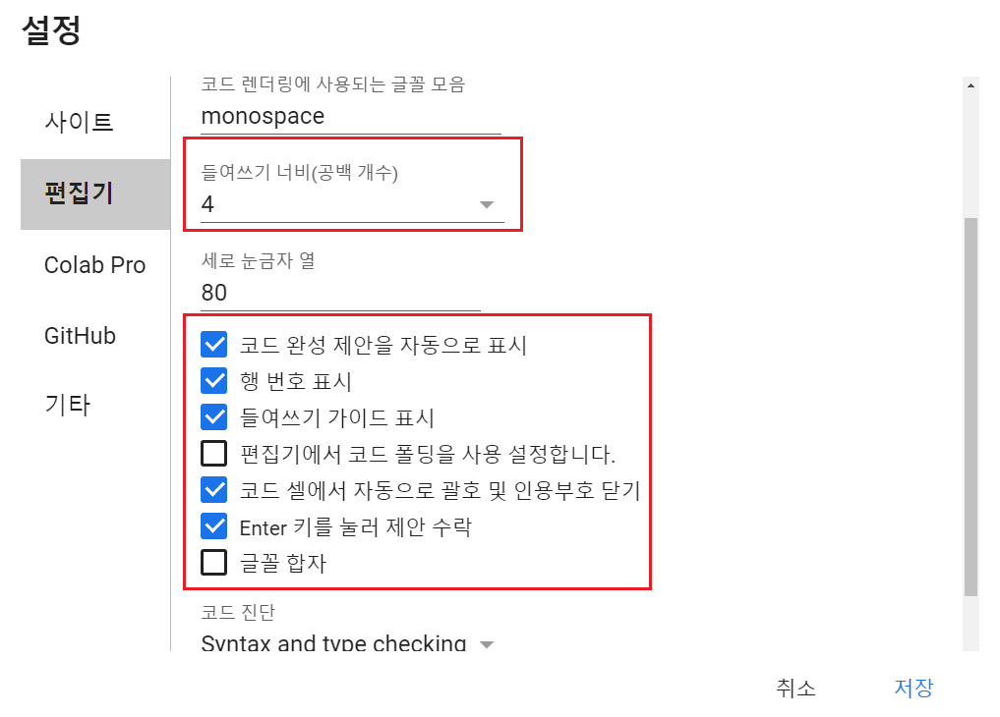 설정
사이트
편집기
Colab Pro
GitHub
기타
코드 렌더링에 사용되는 글꼴 모음
monospace
들여쓰기 너비(공백 개수)
4
세로 눈금자 열
80
코드 완성 제안을 자동으로 표시
행 번호 표시
들여쓰기 가이드 표시
편집기에서 코드 폴딩을 사용 설정합니다.
코드 셀에서 자동으로 괄호 및 인용부호 닫기
Enter 키를 눌러 제안 수락
글꼴 합자
코드 진단
Syntax and type checking
취소
저장